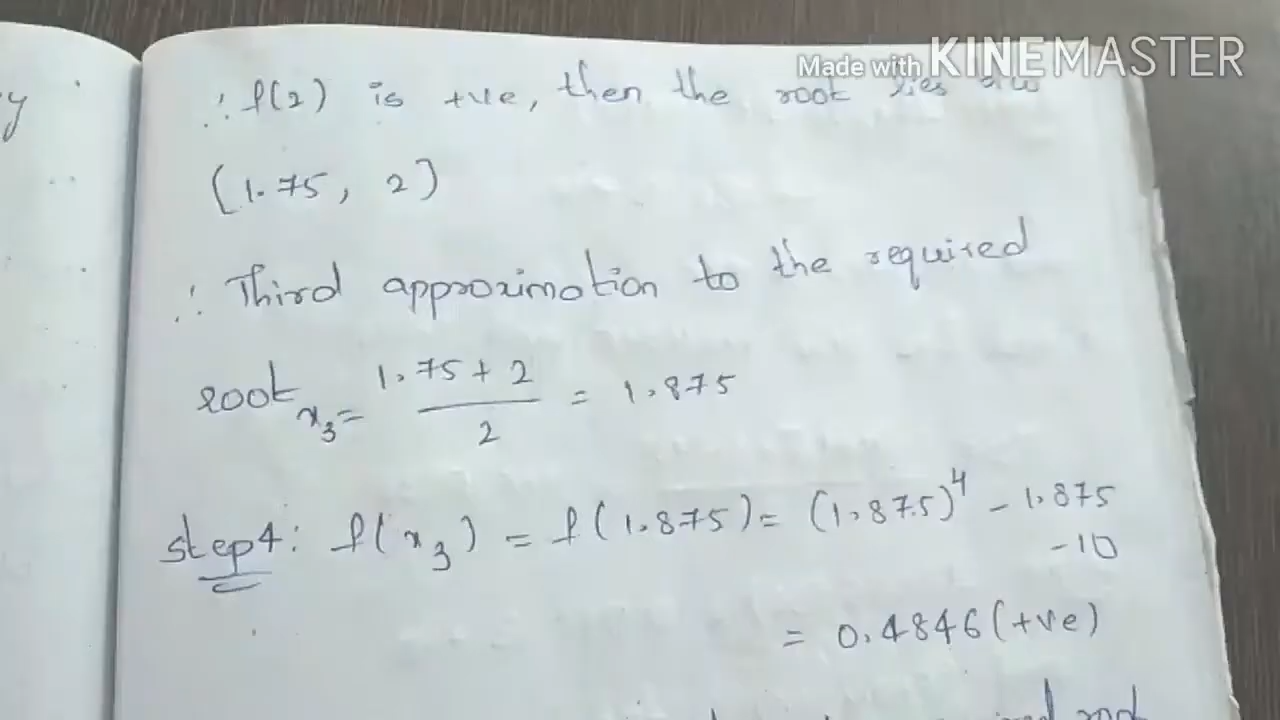 Made with KINEMASTER
y
∴ f(2) is +ve, then the root lies
(1.75, 2)
∴ Third approximation to the required
root x₃ = (1.75 + 2)/2 = 1.875
Step4: f(x₃) = f(1.875) = (1.875)⁴ - 1.875
-10
= 0.4846 (+ve)